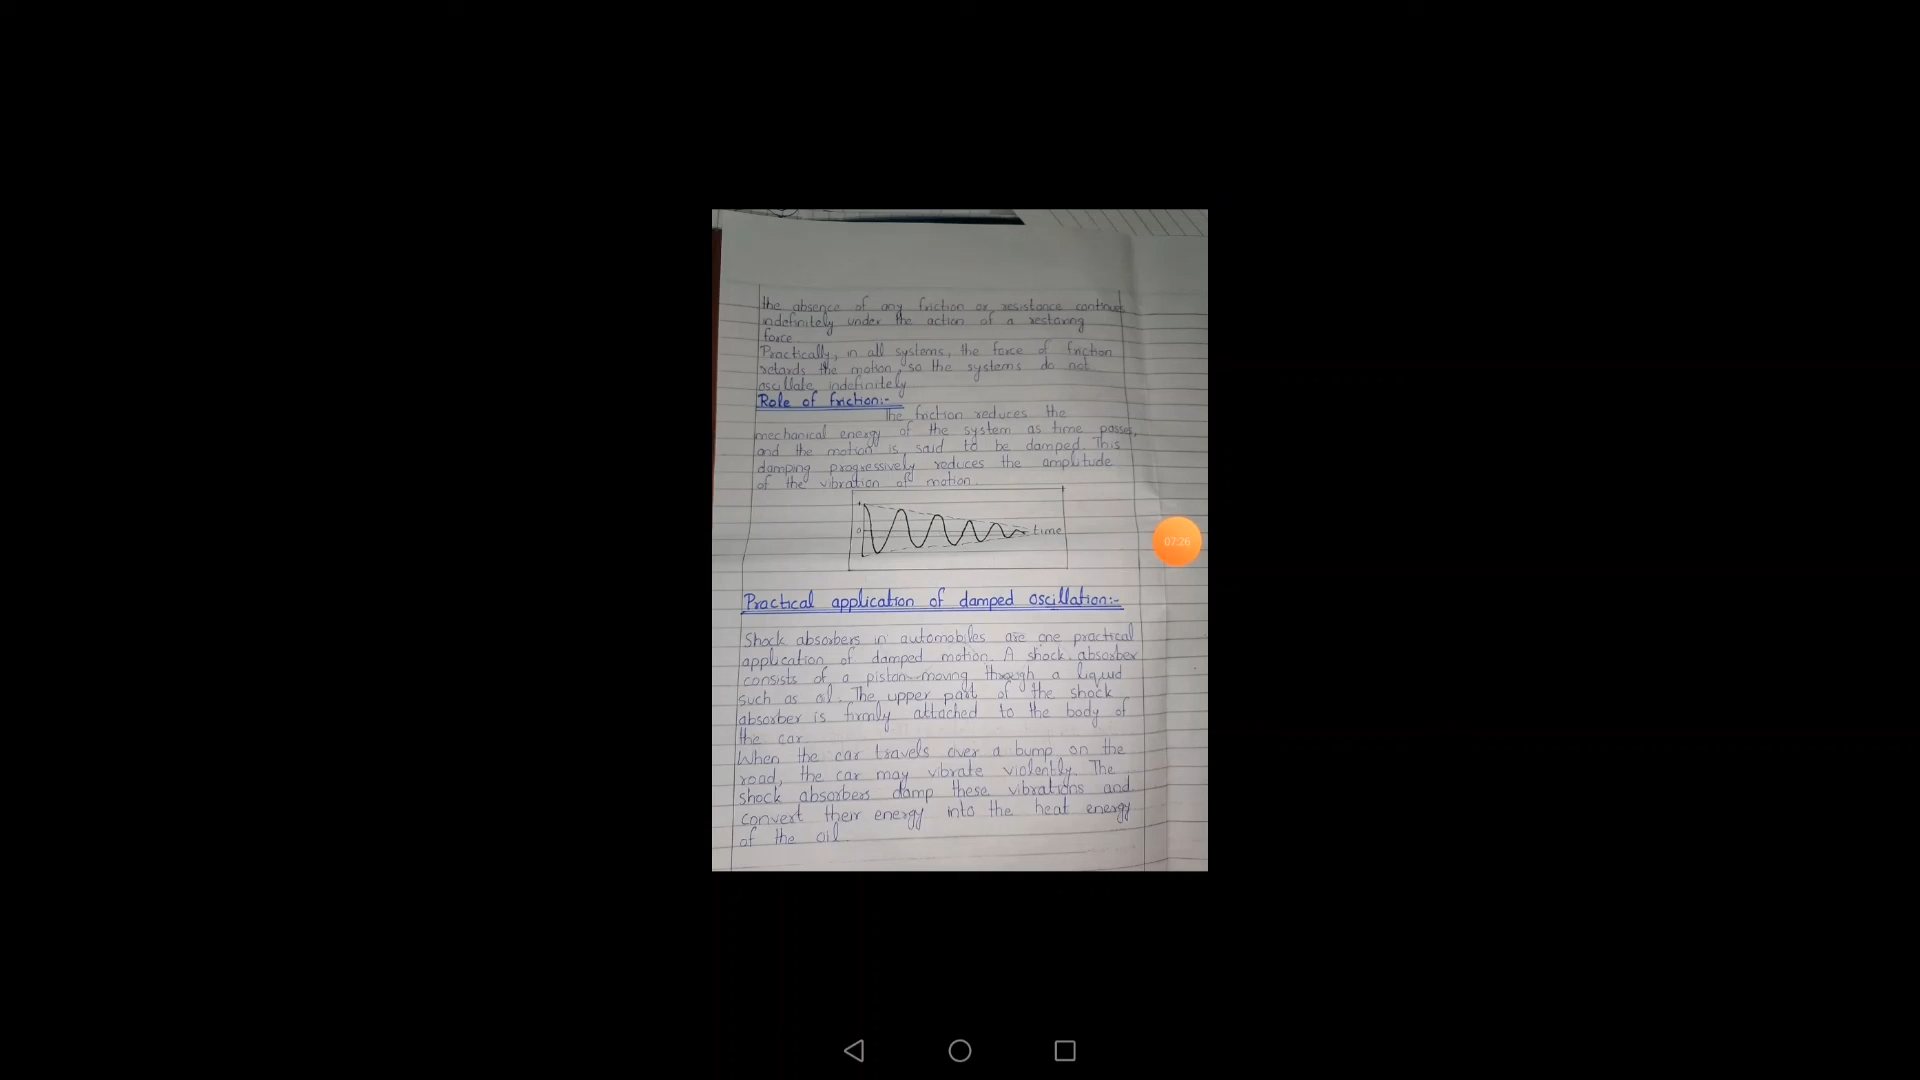 the absence of any friction or resistance continues
indefinitely under the action of a restoring
force.
Practically, in all systems, the force of friction
retards the motion, so the systems do not
oscillate indefinitely
Role of friction:-
The friction reduces the
mechanical energy of the system as time passes,
and the motion is said to be damped. This
damping progressively reduces the amplitude
of the vibration of motion.
0
time
07:26
Practical application of damped oscillation:-
Shock absorbers in automobiles are one practical
application of damped motion. A shock absorber
consists of a piston moving through a liquid
such as oil. The upper part of the shock
absorber is firmly attached to the body of
the car.
When the car travels over a bump on the
road, the car may vibrate violently. The
shock absorbers damp these vibrations and
convert their energy into the heat energy
of the oil.